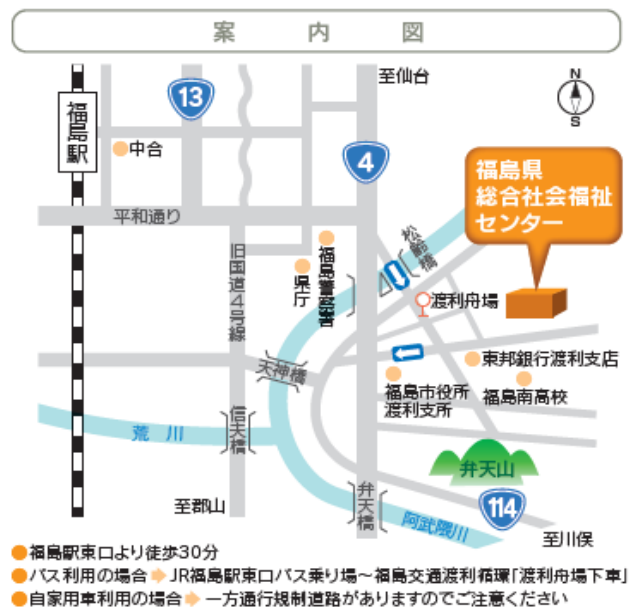 案内図
至仙台
N
S
13
4
福島駅
中合
福島県
総合社会福祉
センター
平和通り
松齢橋
旧国道4号線
福島警察署
県庁
渡利舟場
天神橋
東邦銀行渡利支店
福島市役所
渡利支所
福島南高校
信夫橋
荒川
弁天山
114
至郡山
弁天橋
阿武隈川
至川俣
●福島駅東口より徒歩30分
●バス利用の場合➡JR福島駅東口バス乗り場～福島交通渡利循環「渡利舟場下車」
●自家用車利用の場合➡一方通行規制道路がありますのでご注意ください